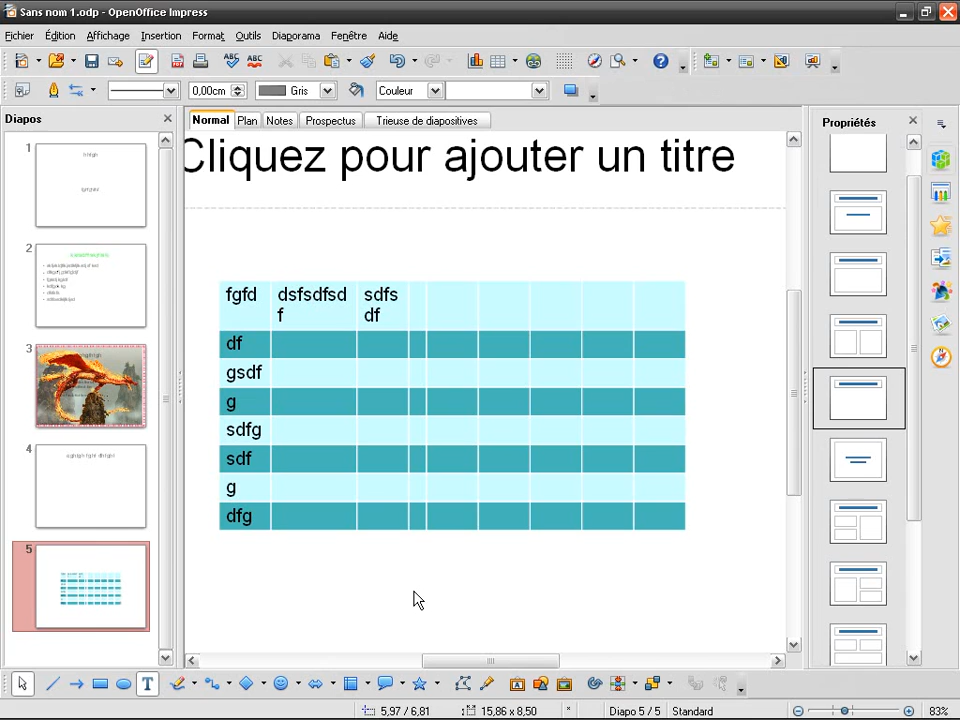 Sans nom 1.odp - OpenOffice Impress
Fichier Édition Affichage Insertion Format Outils Diaporama Fenêtre Aide
0,00cm Gris Couleur
Diapos
Normal Plan Notes Prospectus Trieuse de diapositives
Propriétés
1
2
3
4
5
Cliquez pour ajouter un titre
fgfd dsfsdfsd sdfs
f df
df
gsdf
g
sdfg
sdf
g
dfg
5,97 / 6,81 15,86 x 8,50 * Diapo 5 / 5 Standard 83%